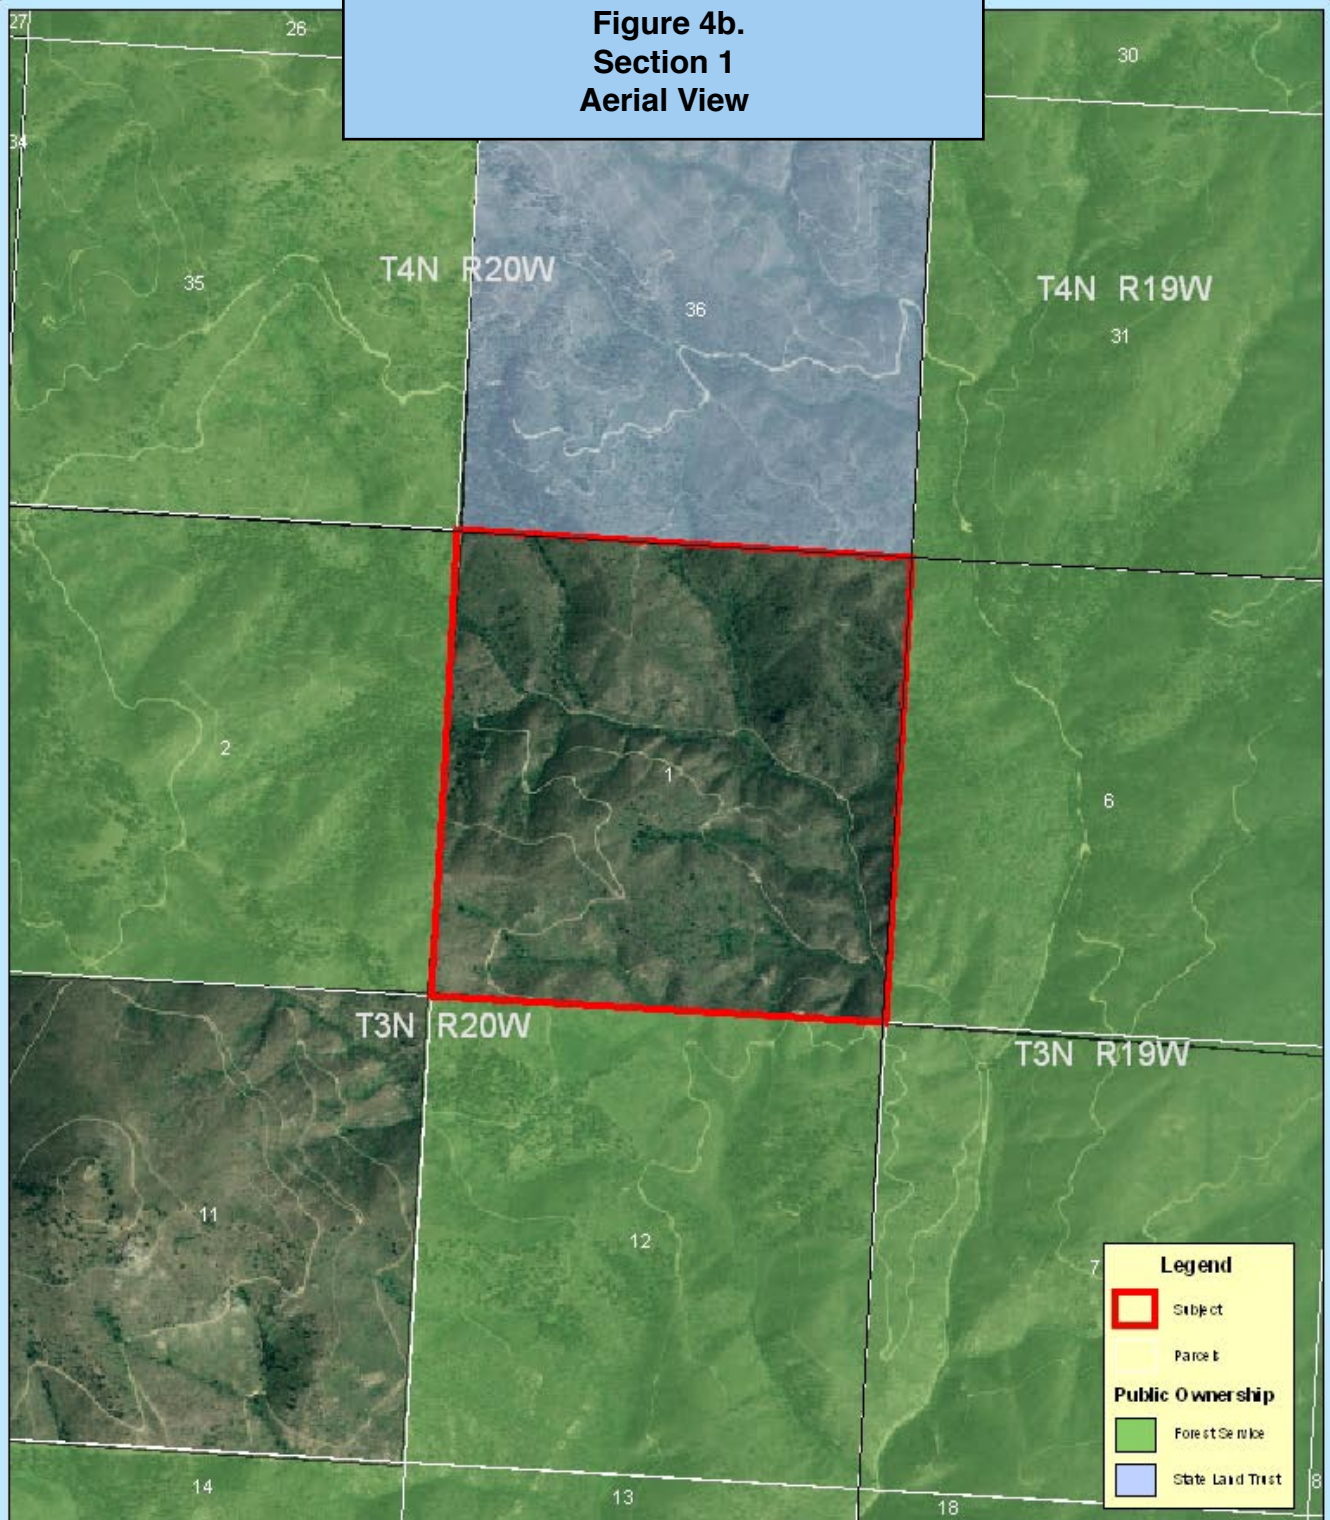 Figure 4b.
Section 1
Aerial View
27
26
30
34
35
T4N R20W
36
T4N R19W
31
2
1
6
T3N R20W
T3N R19W
11
12
7
Legend
Subject
Parcels
Public Ownership
Forest Service
State Land Trust
14
13
18
8